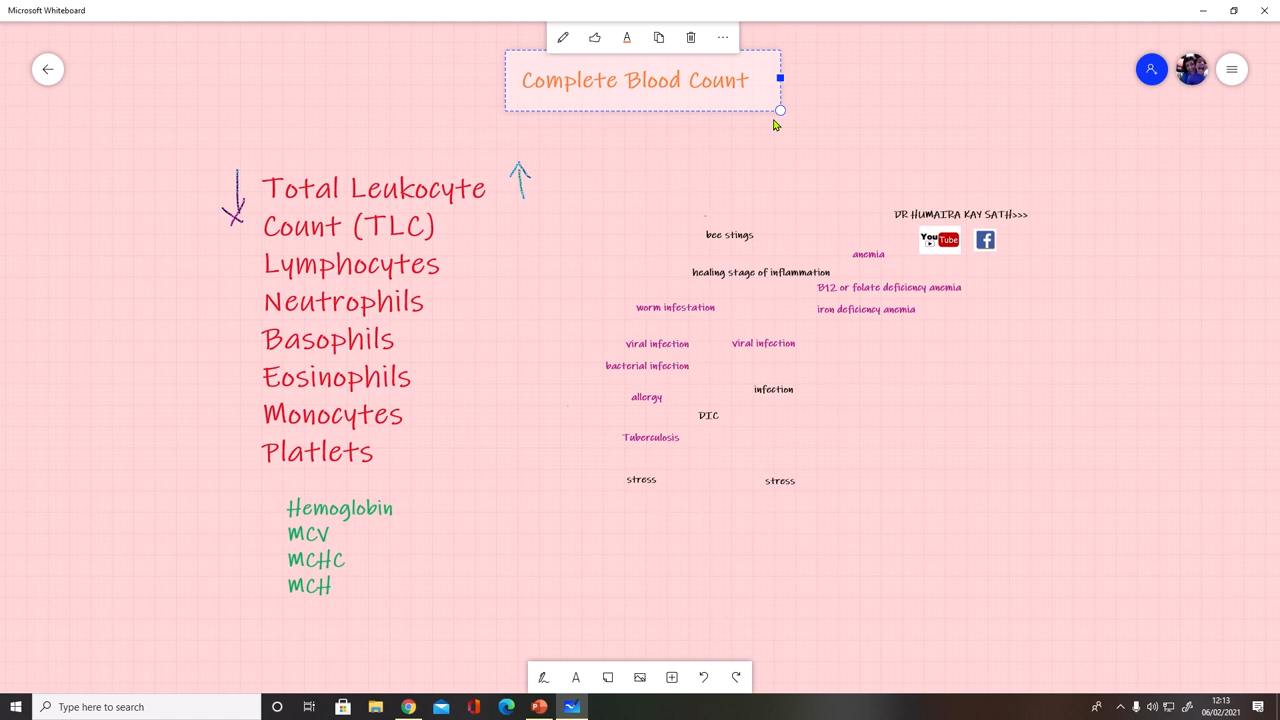 Microsoft Whiteboard
Complete Blood Count
Total Leukocyte
Count (TLC)
Lymphocytes
Neutrophils
Basophils
Eosinophils
Monocytes
Platlets
Hemoglobin
MCV
MCHC
MCH
DR HUMAIRA KAY SATH>>>
You Tube
bee stings
anemia
healing stage of inflammation
B12 or folate deficiency anemia
worm infestation
iron deficiency anemia
viral infection
viral infection
bacterial infection
infection
allergy
DIC
Tuberculosis
stress
stress
Type here to search
12:13
06/02/2021